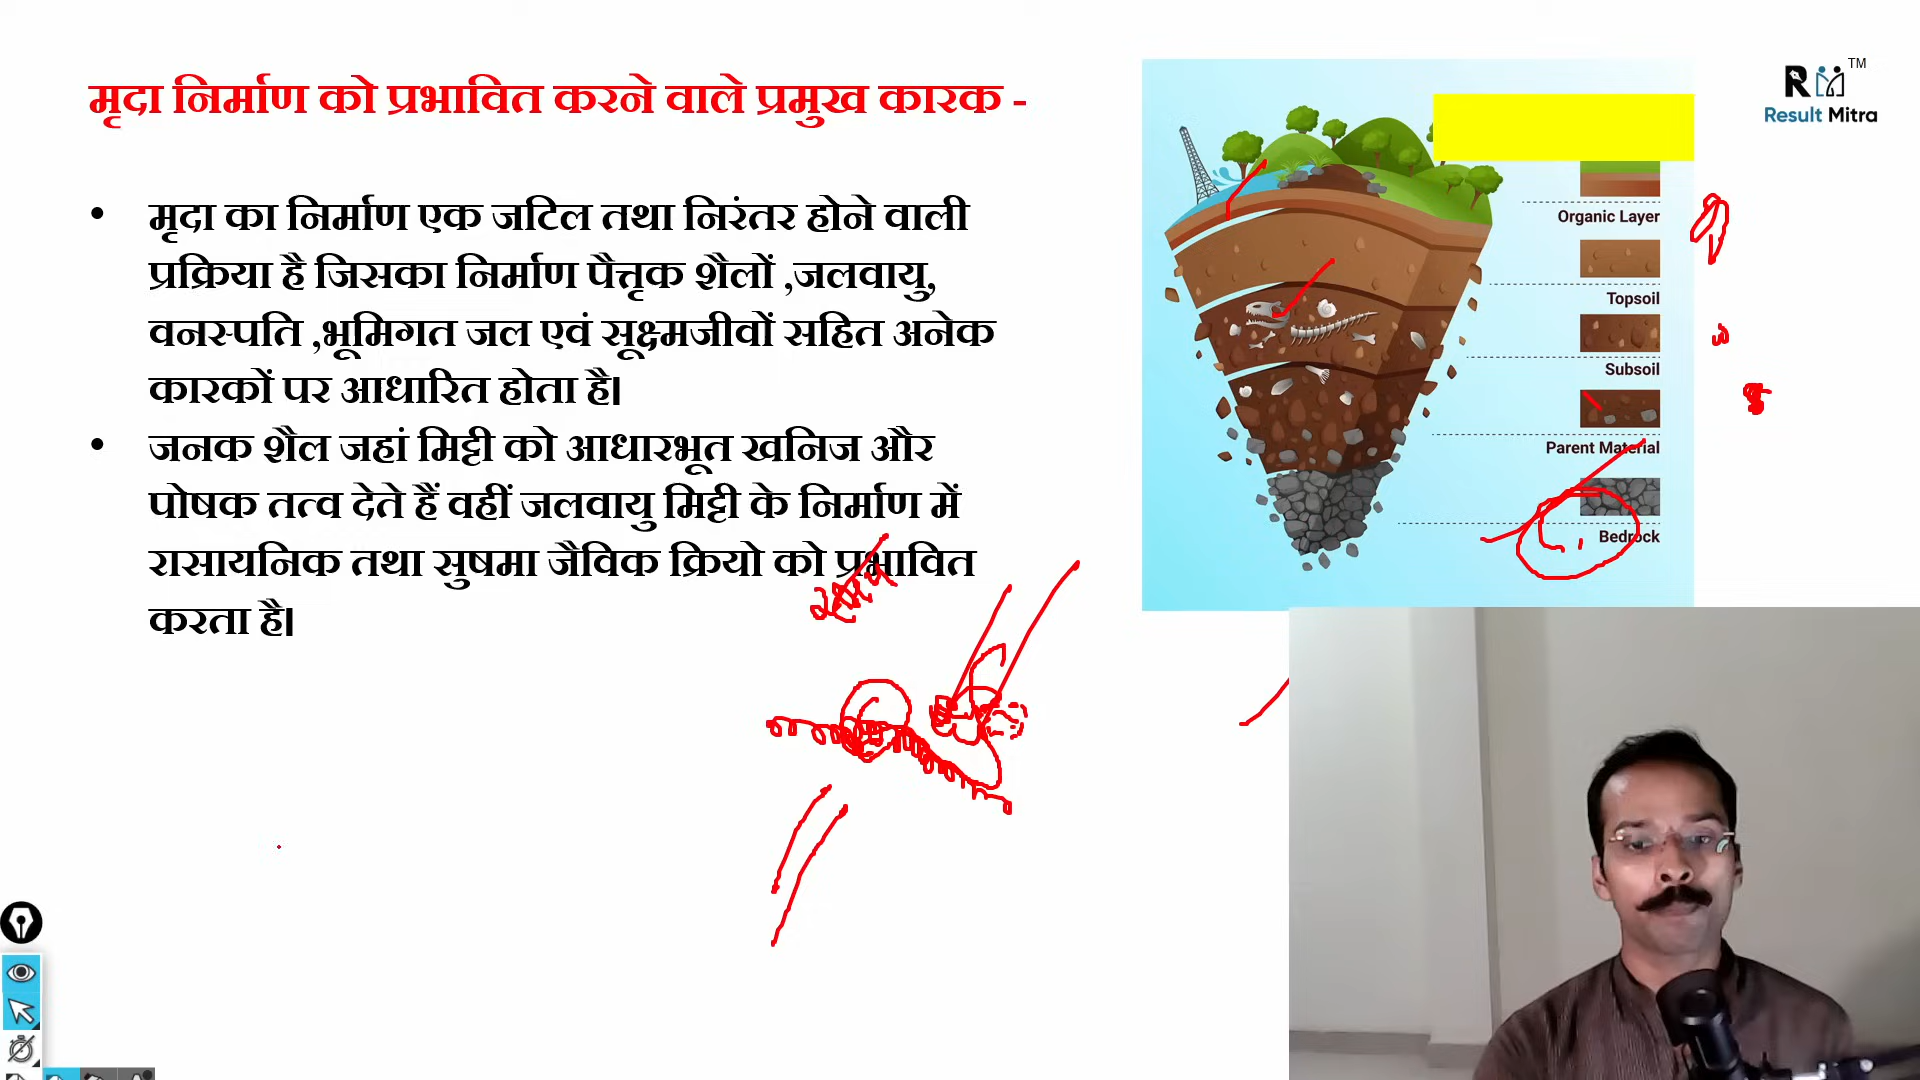 मृदा निर्माण को प्रभावित करने वाले प्रमुख कारक -
• मृदा का निर्माण एक जटिल तथा निरंतर होने वाली
प्रक्रिया है जिसका निर्माण पैत्तृक शैलों ,जलवायु,
वनस्पति ,भूमिगत जल एवं सूक्ष्मजीवों सहित अनेक
कारकों पर आधारित होता है।
• जनक शैल जहां मिट्टी को आधारभूत खनिज और
पोषक तत्व देते हैं वहीं जलवायु मिट्टी के निर्माण में
रासायनिक तथा सुषमा जैविक क्रियो को प्रभावित
करता है।
Organic Layer
Topsoil
Subsoil
Parent Material
Bedrock
R TM
Result Mitra